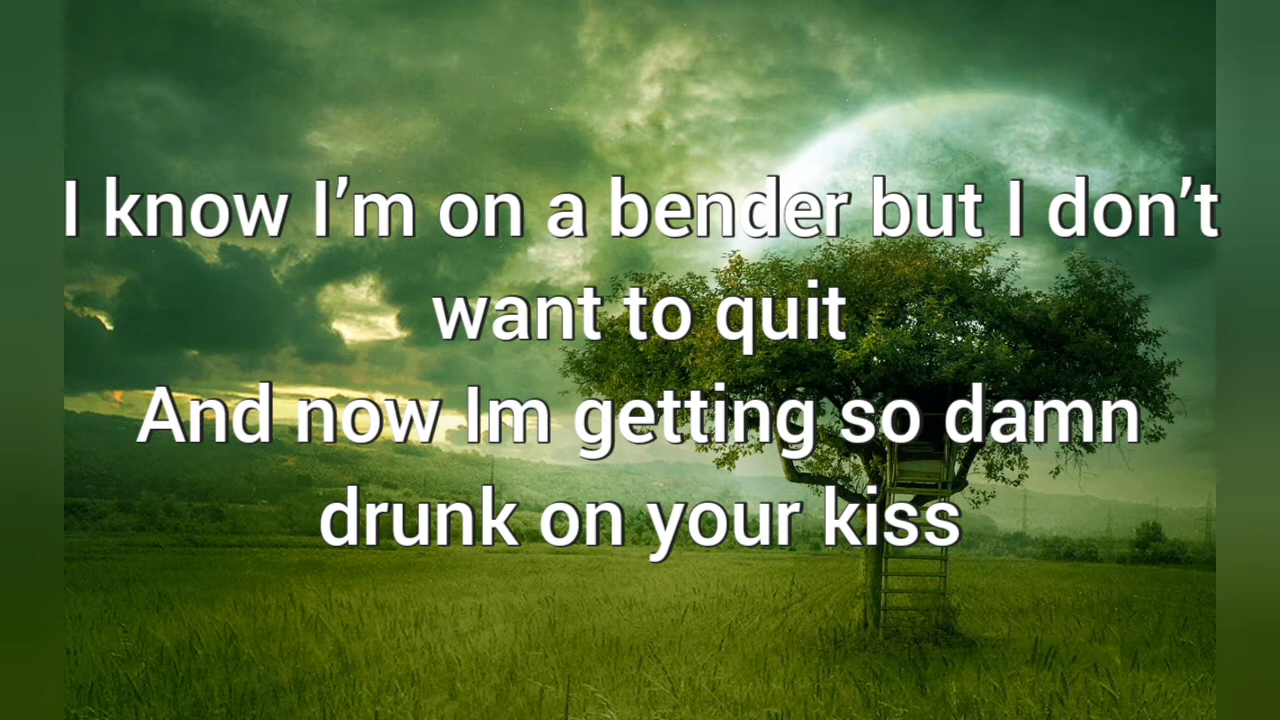 I know I’m on a bender but I don’t
want to quit
And now Im getting so damn
drunk on your kiss